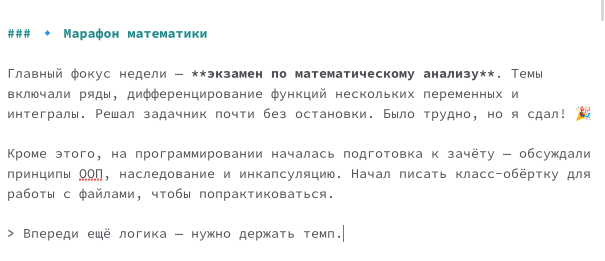 ### 🔹 Марафон математики
Главный фокус недели — **экзамен по математическому анализу**. Темы
включали ряды, дифференцирование функций нескольких переменных и
интегралы. Решал задачник почти без остановки. Было трудно, но я сдал! 🎉
Кроме этого, на программировании началась подготовка к зачёту — обсуждали
принципы ООП, наследование и инкапсуляцию. Начал писать класс-обёртку для
работы с файлами, чтобы попрактиковаться.
> Впереди ещё логика — нужно держать темп.